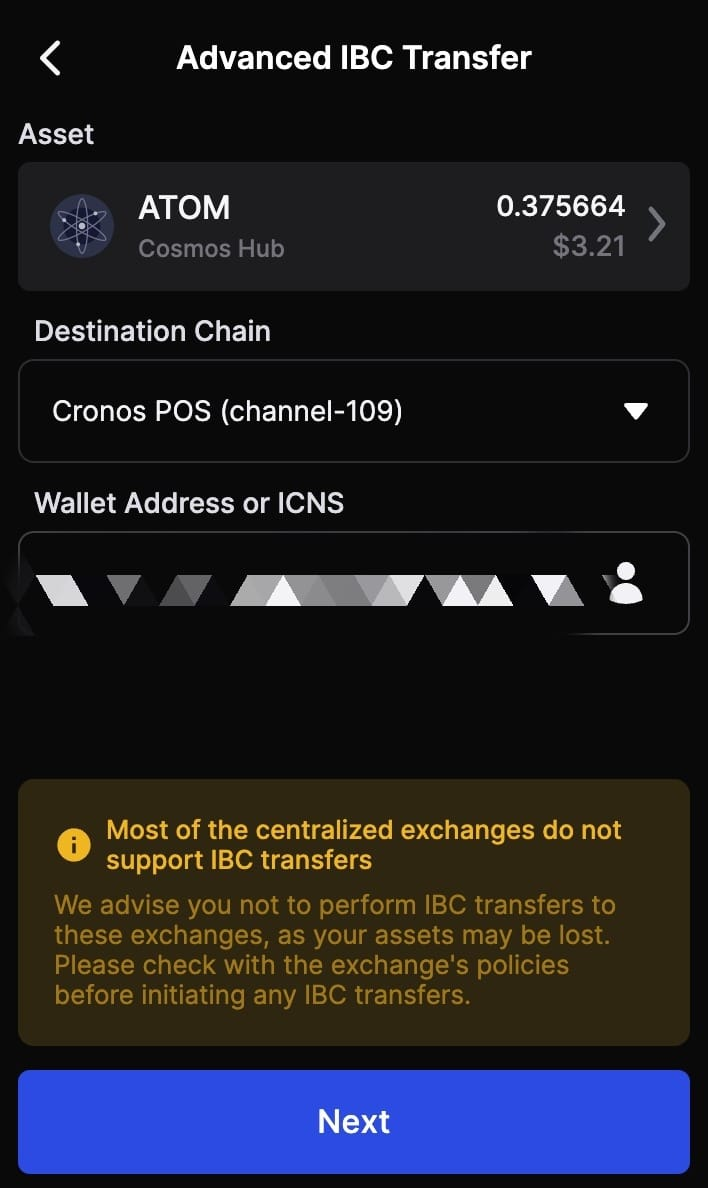 Advanced IBC Transfer
Asset
ATOM
0.375664
Cosmos Hub
$3.21
Destination Chain
Cronos POS (channel-109)
Wallet Address or ICNS
Most of the centralized exchanges do not
support IBC transfers
We advise you not to perform IBC transfers to
these exchanges, as your assets may be lost.
Please check with the exchange's policies
before initiating any IBC transfers.
Next